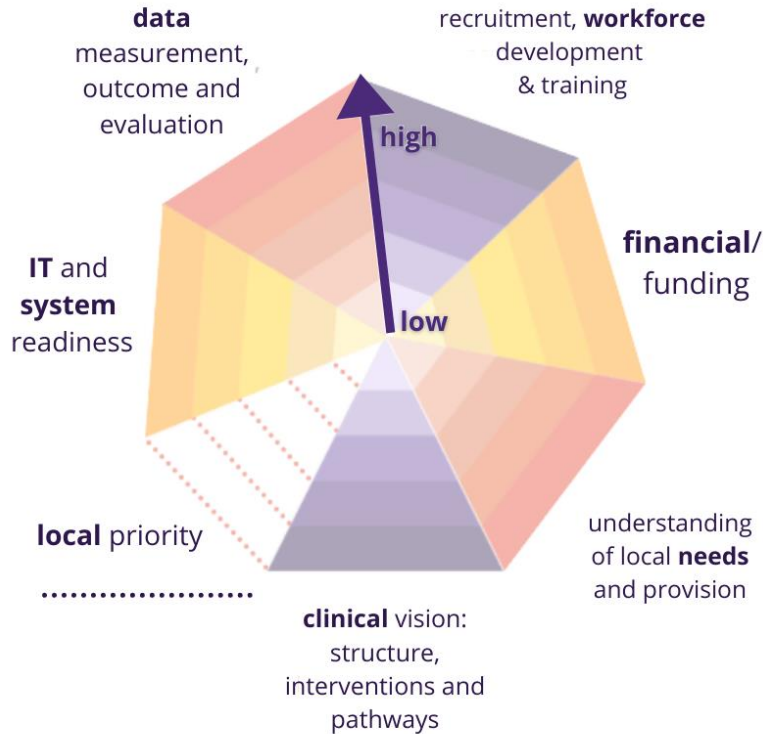 data
measurement,
outcome and
evaluation
recruitment, workforce
development
& training
high
financial/
funding
IT and
system
readiness
low
local priority
understanding
of local needs
and provision
clinical vision:
structure,
interventions and
pathways